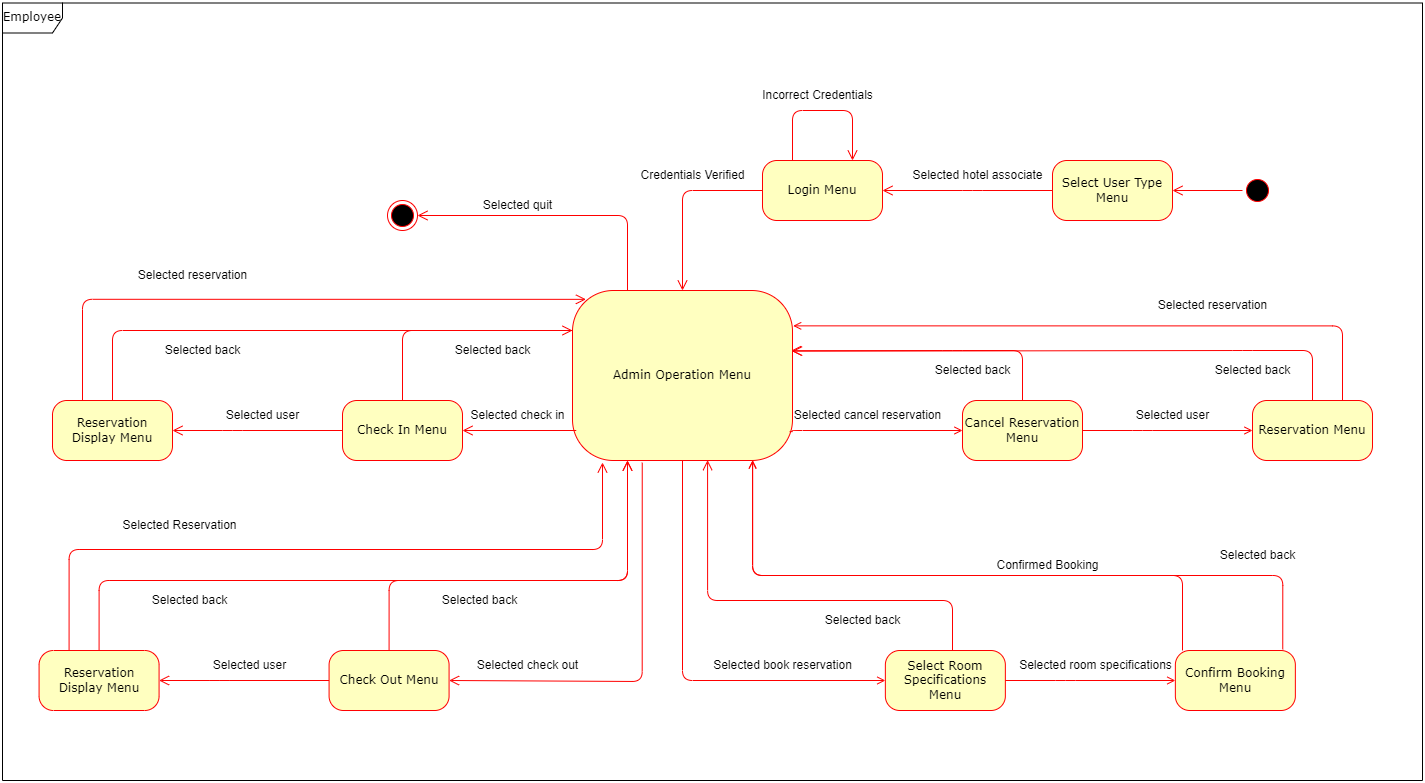 Employee
Incorrect Credentials
Credentials Verified
Login Menu
Selected hotel associate
Select User Type
Menu
Selected quit
Selected reservation
Selected reservation
Selected back
Selected back
Admin Operation Menu
Selected back
Selected back
Reservation
Display Menu
Selected user
Check In Menu
Selected check in
Selected cancel reservation
Cancel Reservation
Menu
Selected user
Reservation Menu
Selected Reservation
Selected back
Confirmed Booking
Selected back
Selected back
Selected back
Reservation
Display Menu
Selected user
Check Out Menu
Selected check out
Selected book reservation
Select Room
Specifications
Menu
Selected room specifications
Confirm Booking
Menu